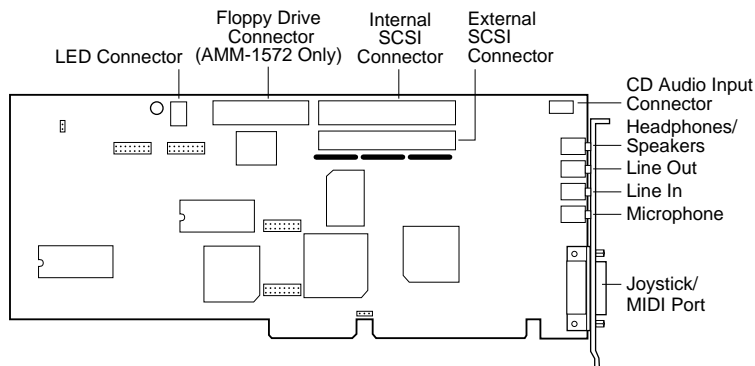 Floppy Drive
Connector
(AMM-1572 Only)
Internal
SCSI
Connector
External
SCSI
Connector
LED Connector
CD Audio Input
Connector
Headphones/
Speakers
Line Out
Line In
Microphone
Joystick/
MIDI Port